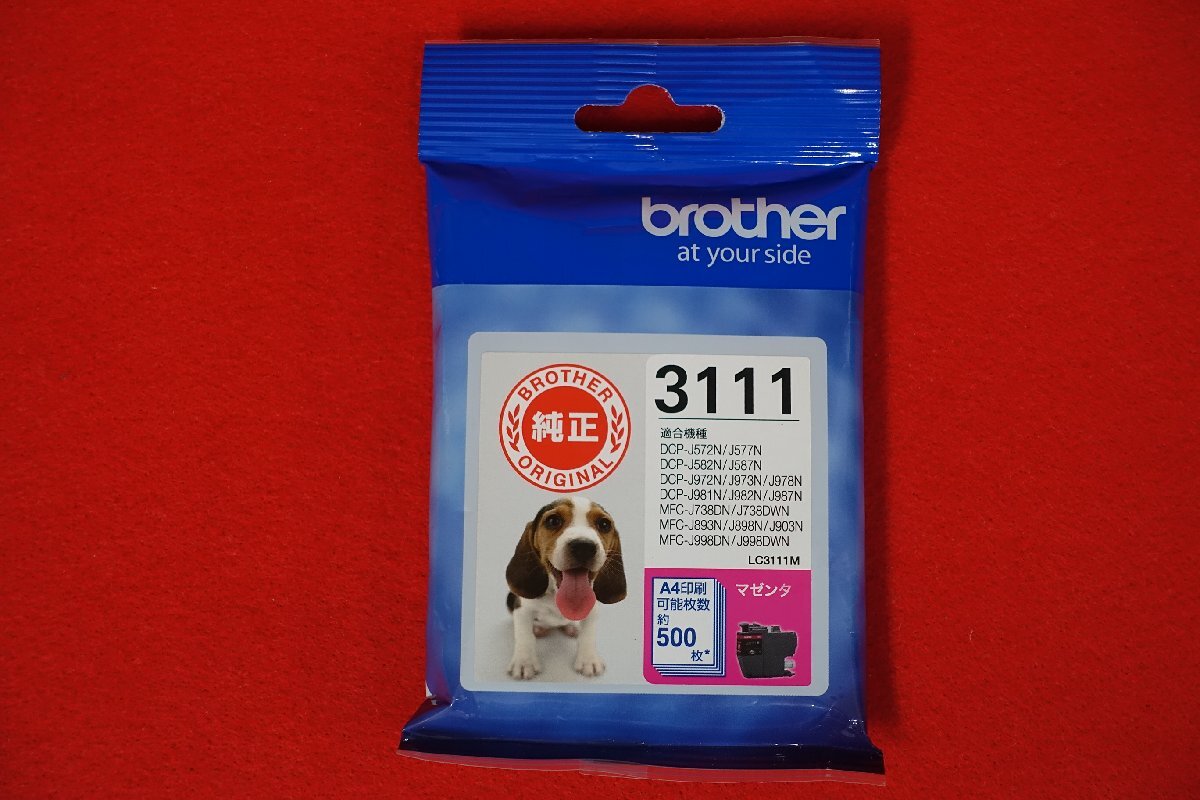 brother
at your side
BROTHER
純正
ORIGINAL
3111
適合機種
DCP-J572N/J577N
DCP-J582N/J587N
DCP-J972N/J973N/J978N
DCP-J981N/J982N/J987N
MFC-J738DN/J738DWN
MFC-J893N/J898N/J903N
MFC-J998DN/J998DWN
LC3111M
A4印刷
可能枚数
約
500
枚*
マゼンタ